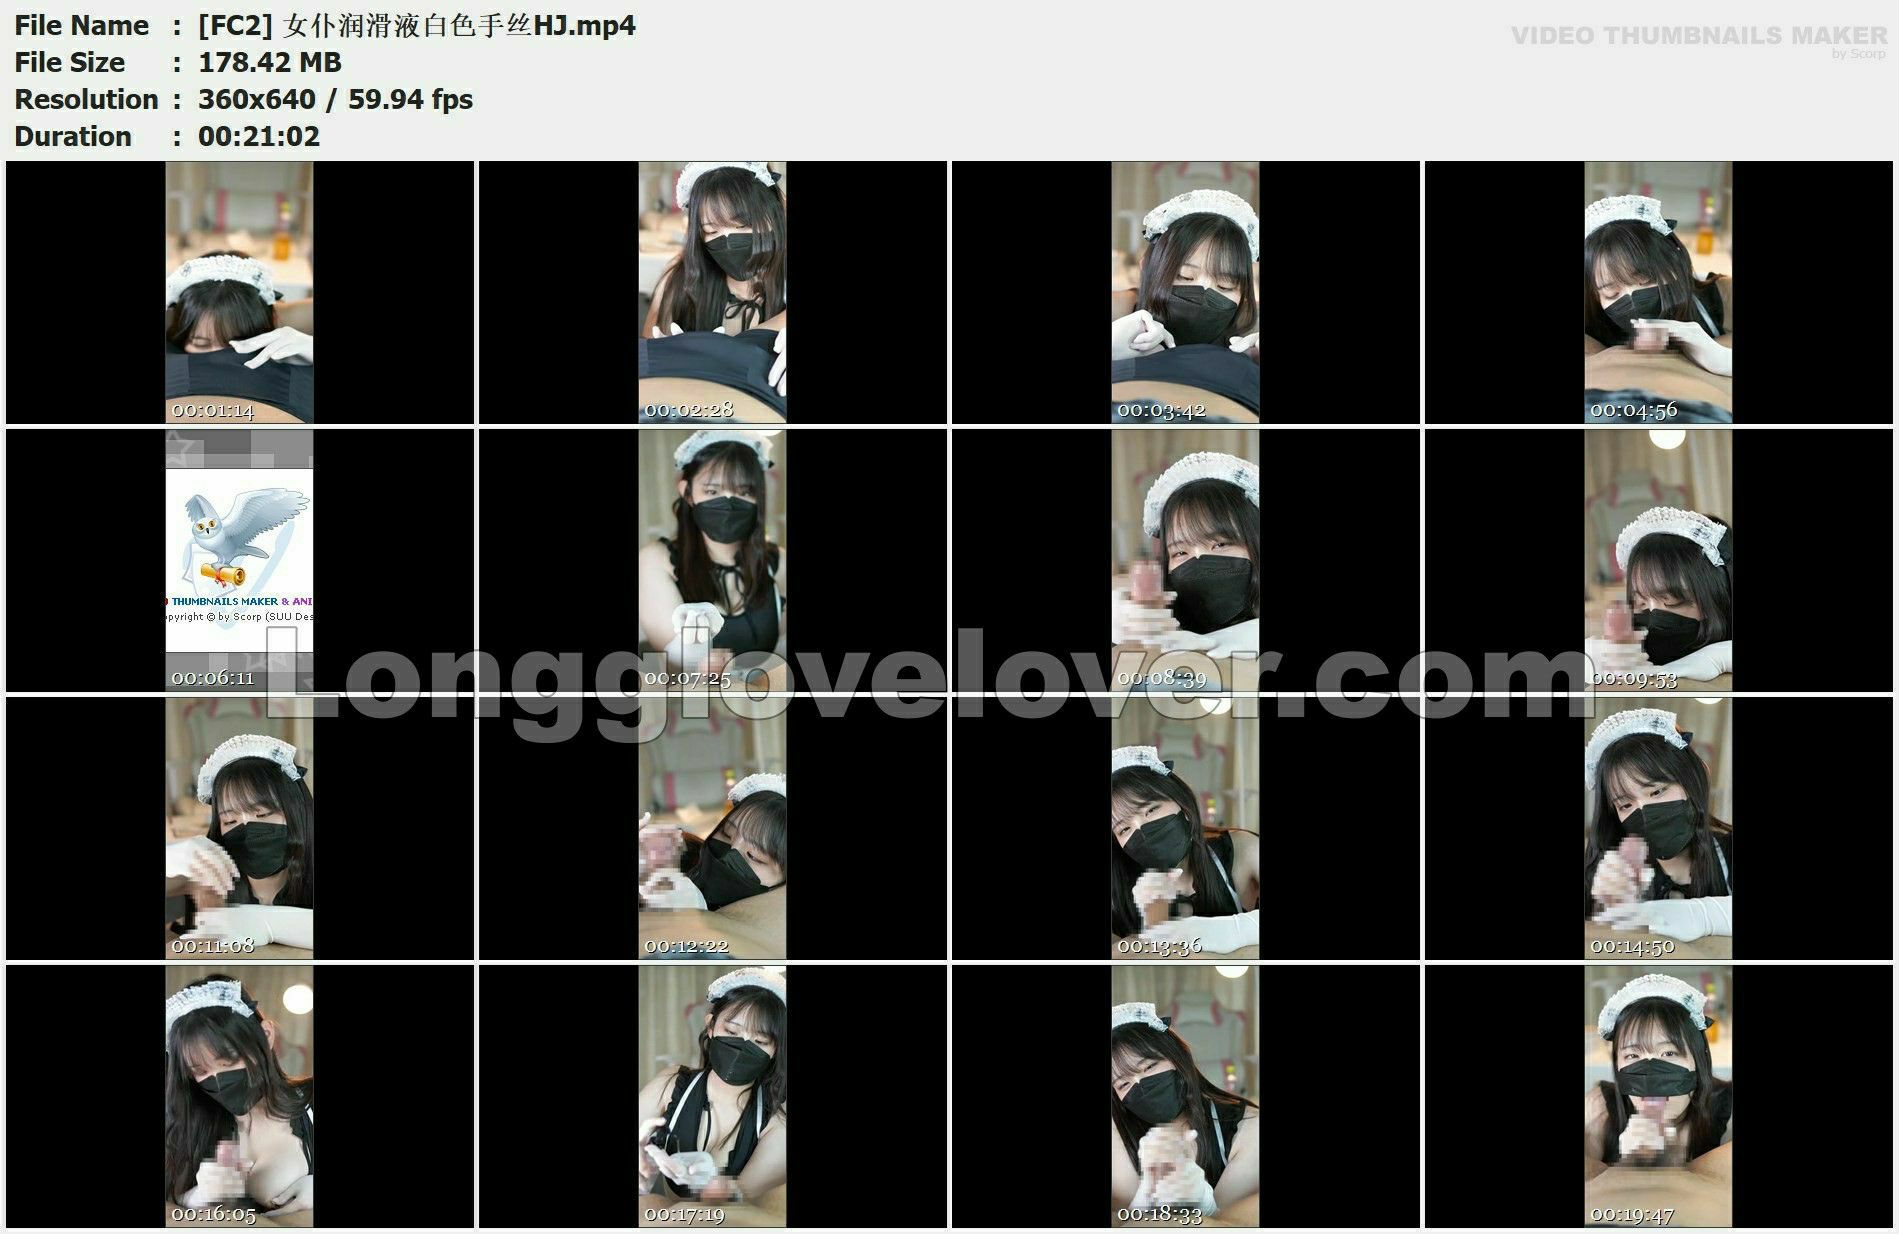 File Name : [FC2] 女仆润滑液白色手丝HJ.mp4
VIDEO THUMBNAILS MAKER
by Scorp
File Size : 178.42 MB
Resolution : 360x640 / 59.94 fps
Duration : 00:21:02
00:01:14
00:02:28
00:03:42
00:04:56
THUMBNAILS MAKER & ANI
opyright © by Scorp (SUU Des
00:06:11
00:07:25
00:08:39
00:09:53
Longglovelover.com
00:11:08
00:12:22
00:13:36
00:14:50
00:16:05
00:17:19
00:18:33
00:19:47